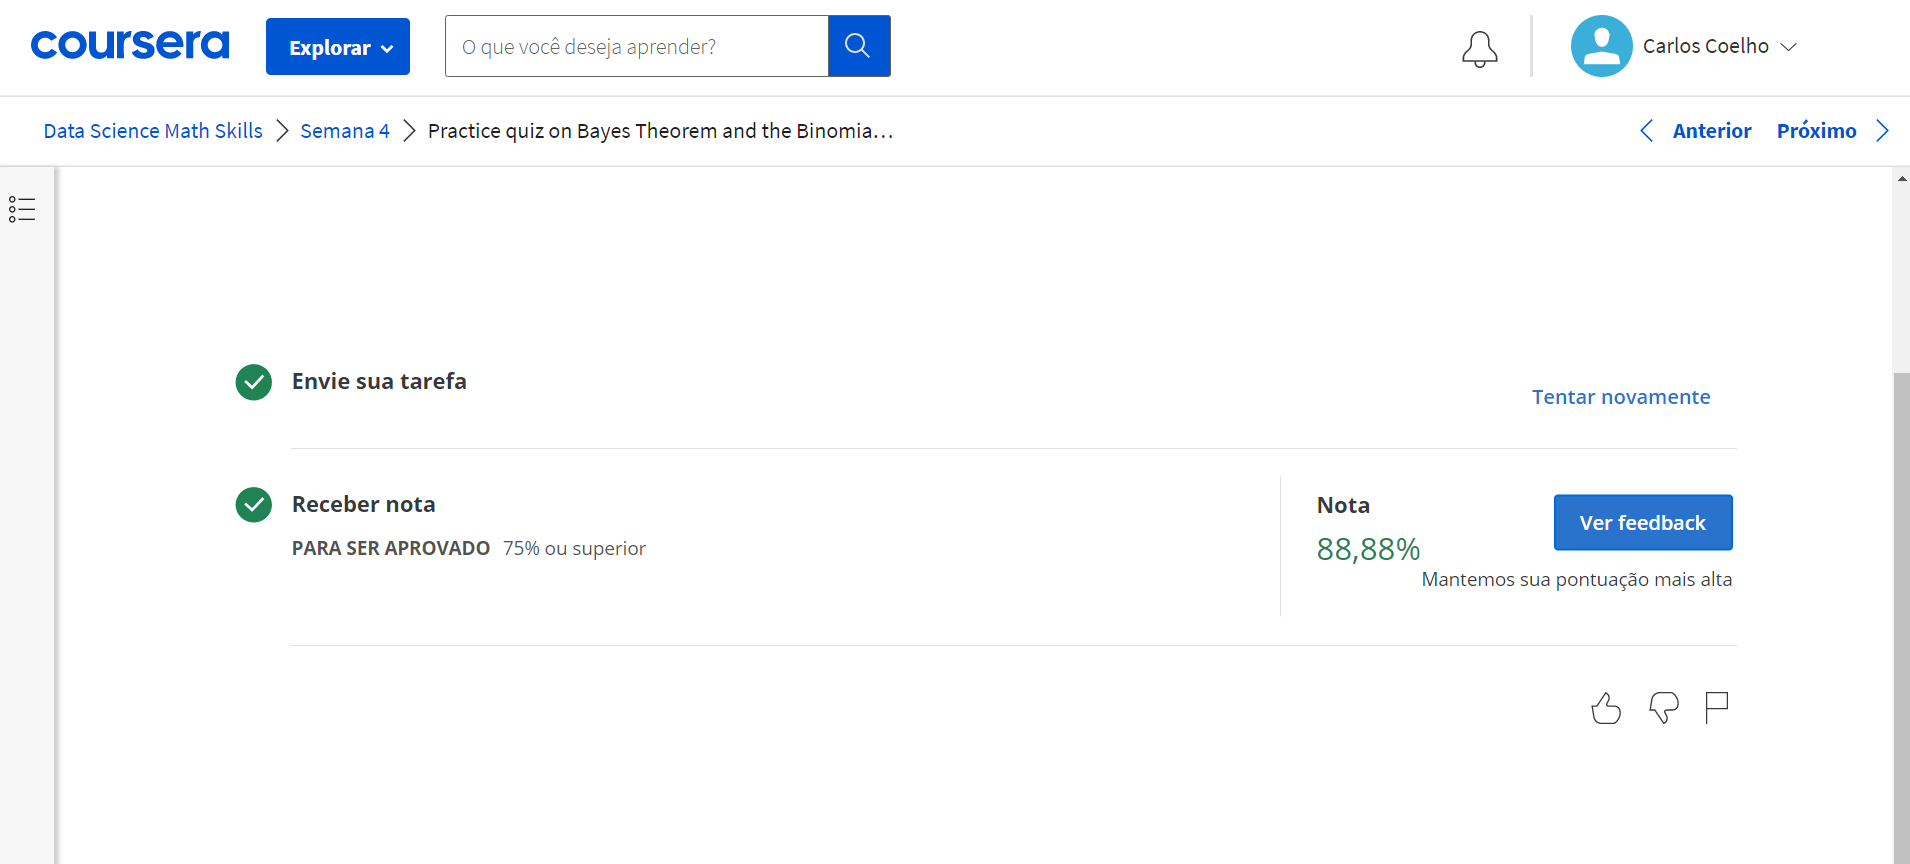 coursera
Explorar
O que você deseja aprender?
Carlos Coelho
Data Science Math Skills
Semana 4
Practice quiz on Bayes Theorem and the Binomia...
Anterior
Próximo
Envie sua tarefa
Tentar novamente
Receber nota
PARA SER APROVADO 75% ou superior
Nota
88,88%
Ver feedback
Mantemos sua pontuação mais alta